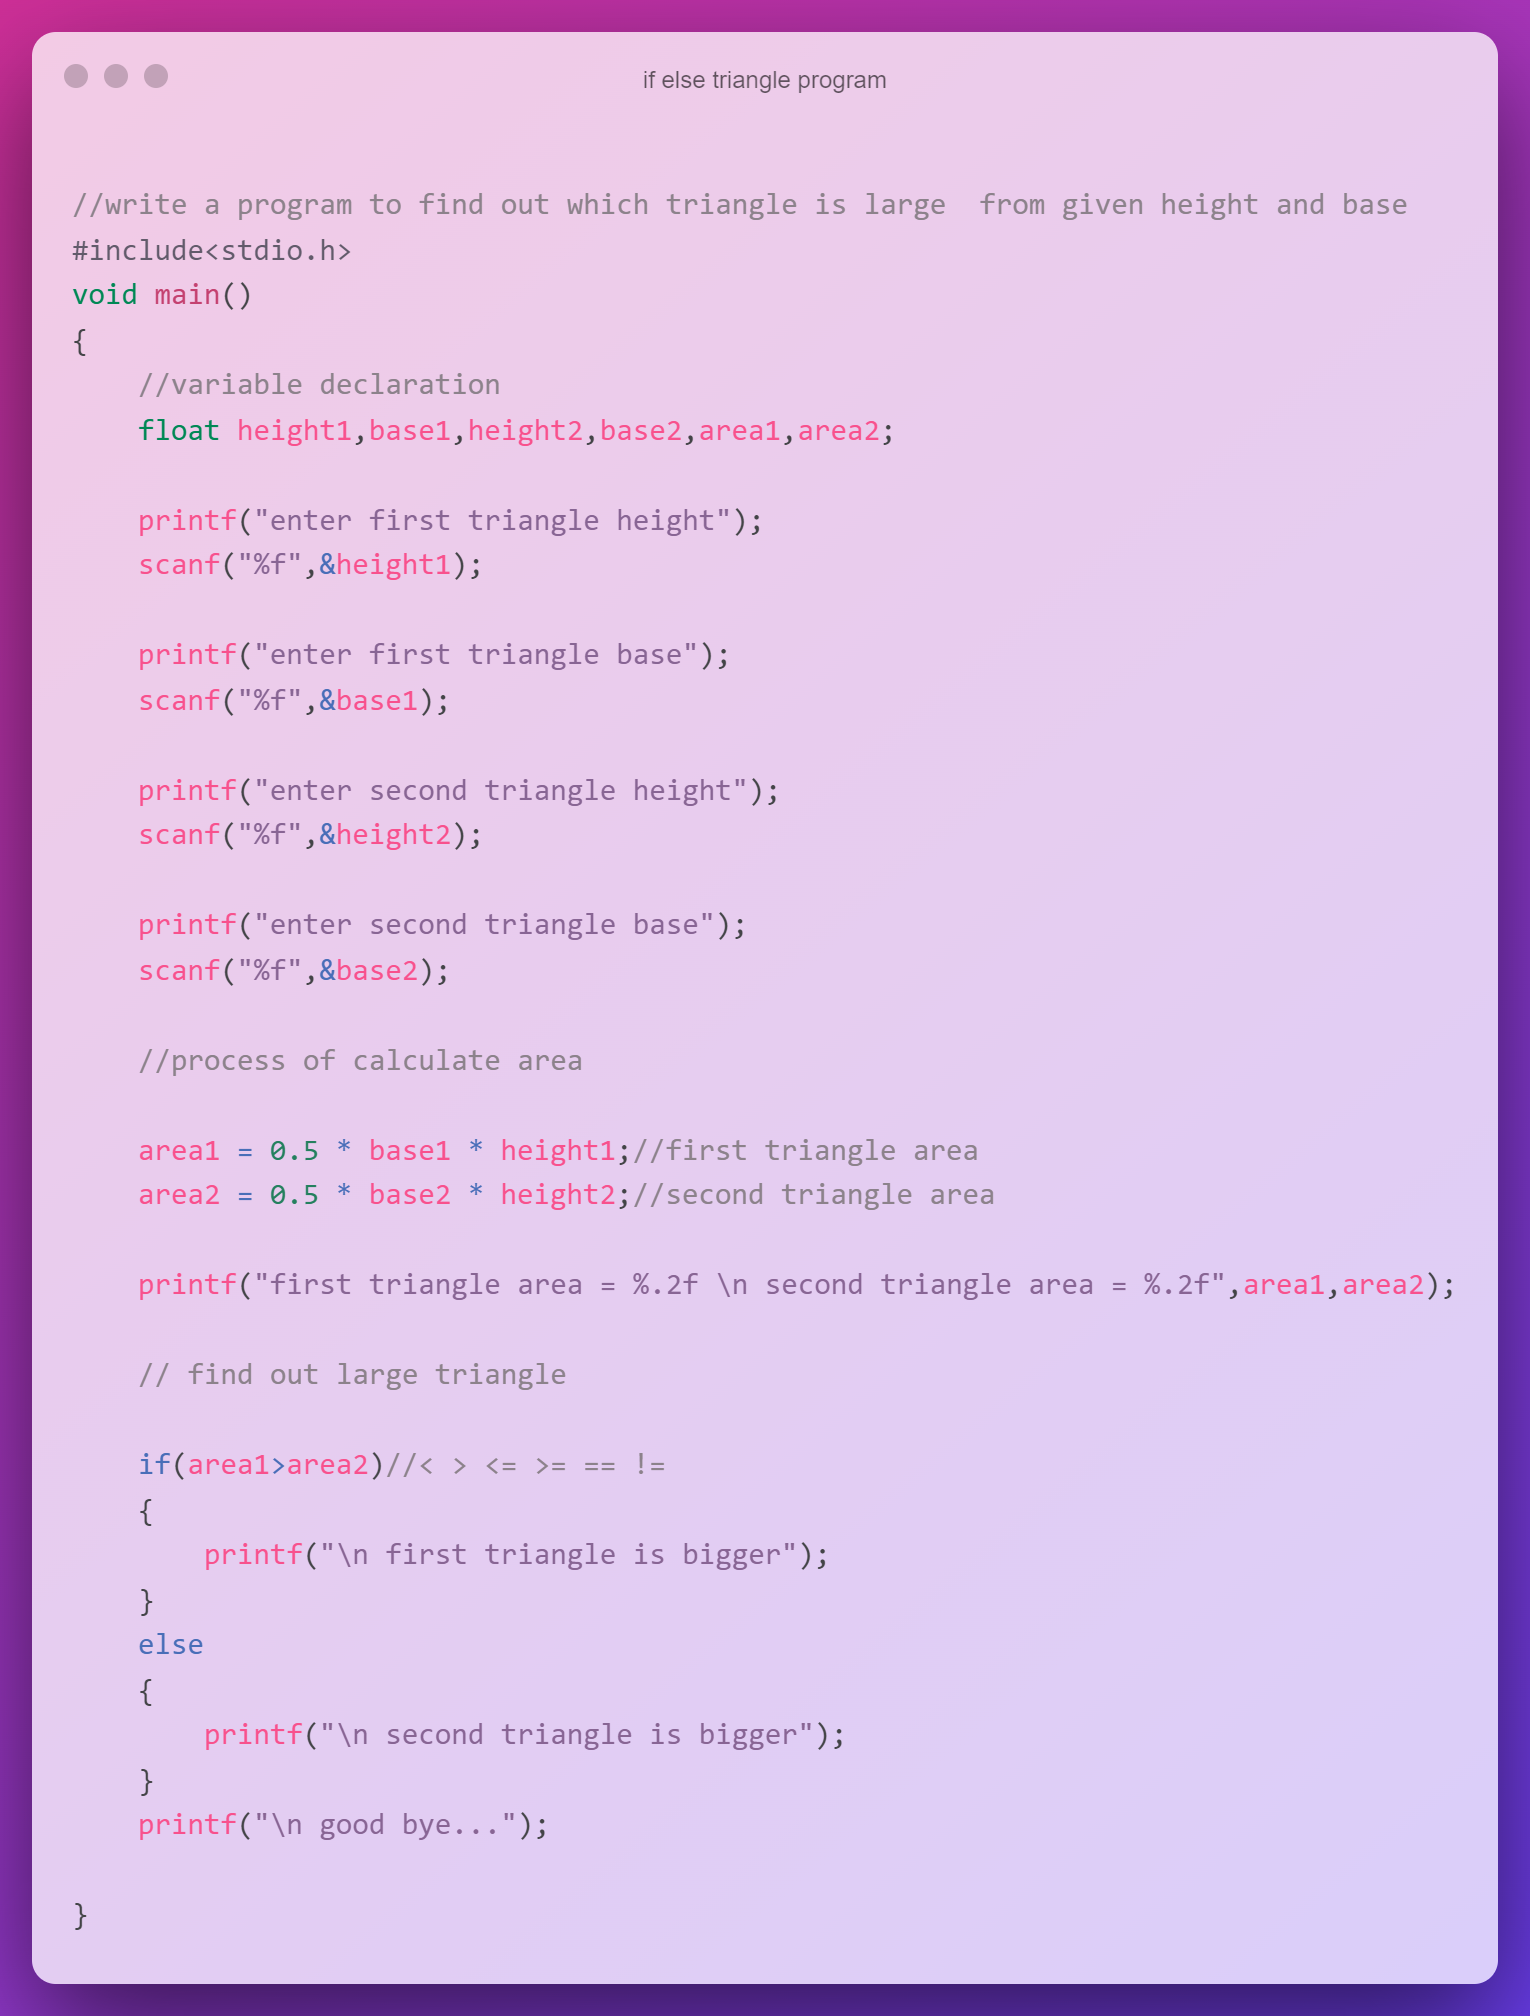 if else triangle program
//write a program to find out which triangle is large  from given height and base
#include<stdio.h>
void main()
{
    //variable declaration
    float height1,base1,height2,base2,area1,area2;
    printf("enter first triangle height");
    scanf("%f",&height1);
    printf("enter first triangle base");
    scanf("%f",&base1);
    printf("enter second triangle height");
    scanf("%f",&height2);
    printf("enter second triangle base");
    scanf("%f",&base2);
    //process of calculate area
    area1 = 0.5 * base1 * height1;//first triangle area
    area2 = 0.5 * base2 * height2;//second triangle area
    printf("first triangle area = %.2f \n second triangle area = %.2f",area1,area2);
    // find out large triangle
    if(area1>area2)//< > <= >= == !=
    {
        printf("\n first triangle is bigger");
    }
    else
    {
        printf("\n second triangle is bigger");
    }
    printf("\n good bye...");
}